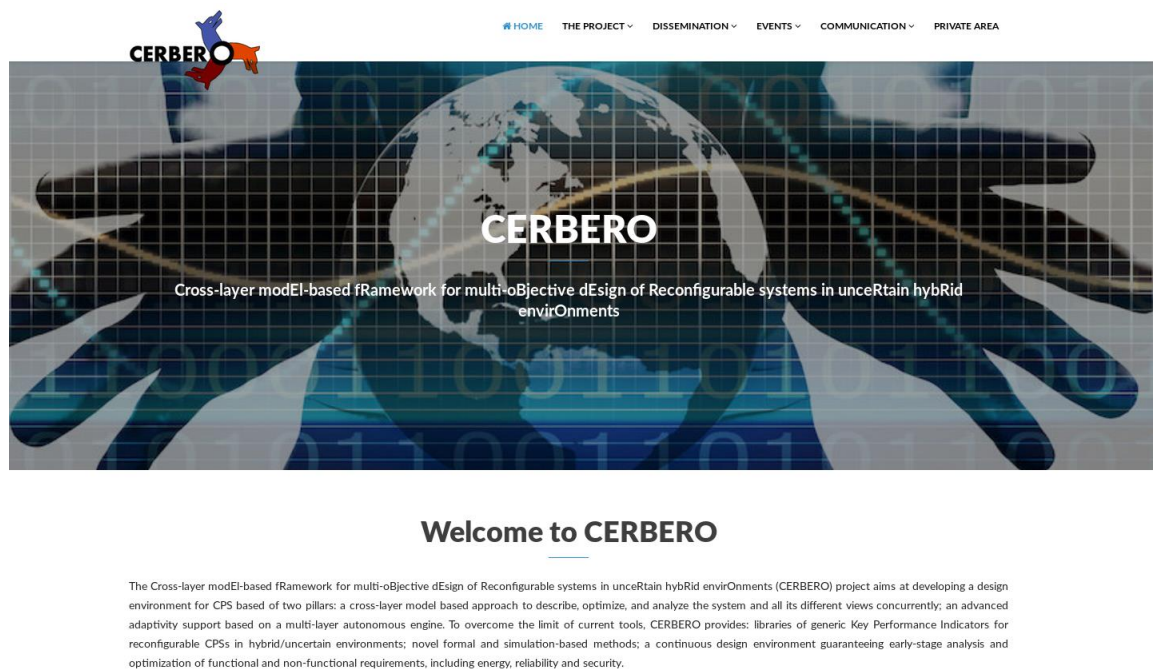 CERBERO
HOME THE PROJECT DISSEMINATION EVENTS COMMUNICATION PRIVATE AREA
CERBERO
Cross-layer modEl-based fRamework for multi-oBjective dEsign of Reconfigurable systems in unceRtain hybRid
envirOnments
Welcome to CERBERO
The Cross-layer modEl-based fRamework for multi-oBjective dEsign of Reconfigurable systems in unceRtain hybRid envirOnments (CERBERO) project aims at developing a design
environment for CPS based of two pillars: a cross-layer model based approach to describe, optimize, and analyze the system and all its different views concurrently; an advanced
adaptivity support based on a multi-layer autonomous engine. To overcome the limit of current tools, CERBERO provides: libraries of generic Key Performance Indicators for
reconfigurable CPSs in hybrid/uncertain environments; novel formal and simulation-based methods; a continuous design environment guaranteeing early-stage analysis and
optimization of functional and non-functional requirements, including energy, reliability and security.